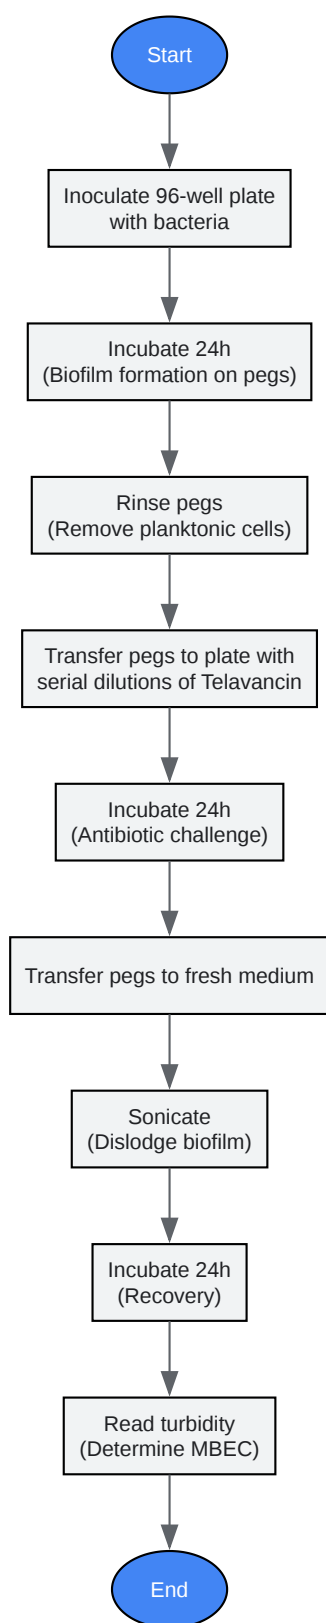 Start
Inoculate 96-well plate
with bacteria
Incubate 24h
(Biofilm formation on pegs)
Rinse pegs
(Remove planktonic cells)
Transfer pegs to plate with
serial dilutions of Telavancin
Incubate 24h
(Antibiotic challenge)
Transfer pegs to fresh medium
Sonicate
(Dislodge biofilm)
Incubate 24h
(Recovery)
Read turbidity
(Determine MBEC)
End